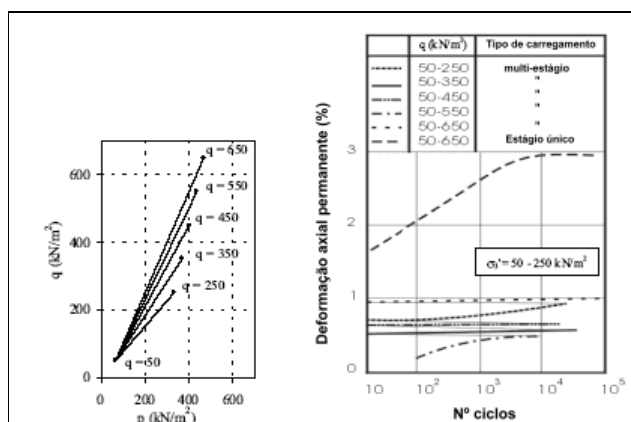 q (kN/m²)
800
600
400
200
0
q = 650
q = 550
q = 450
q = 350
q = 250
q = 50
0 200 400 600
p (kN/m²)
q (kN/m²) Tipo de carregamento
50-250 multi-estágio
50-350 "
50-450 "
50-550 "
50-650 "
50-650 Estágio único
Deformação axial permanente (%)
3
2
1
0
σ₃' = 50 - 250 kN/m²
10 10² 10³ 10⁴ 10⁵
Nº ciclos